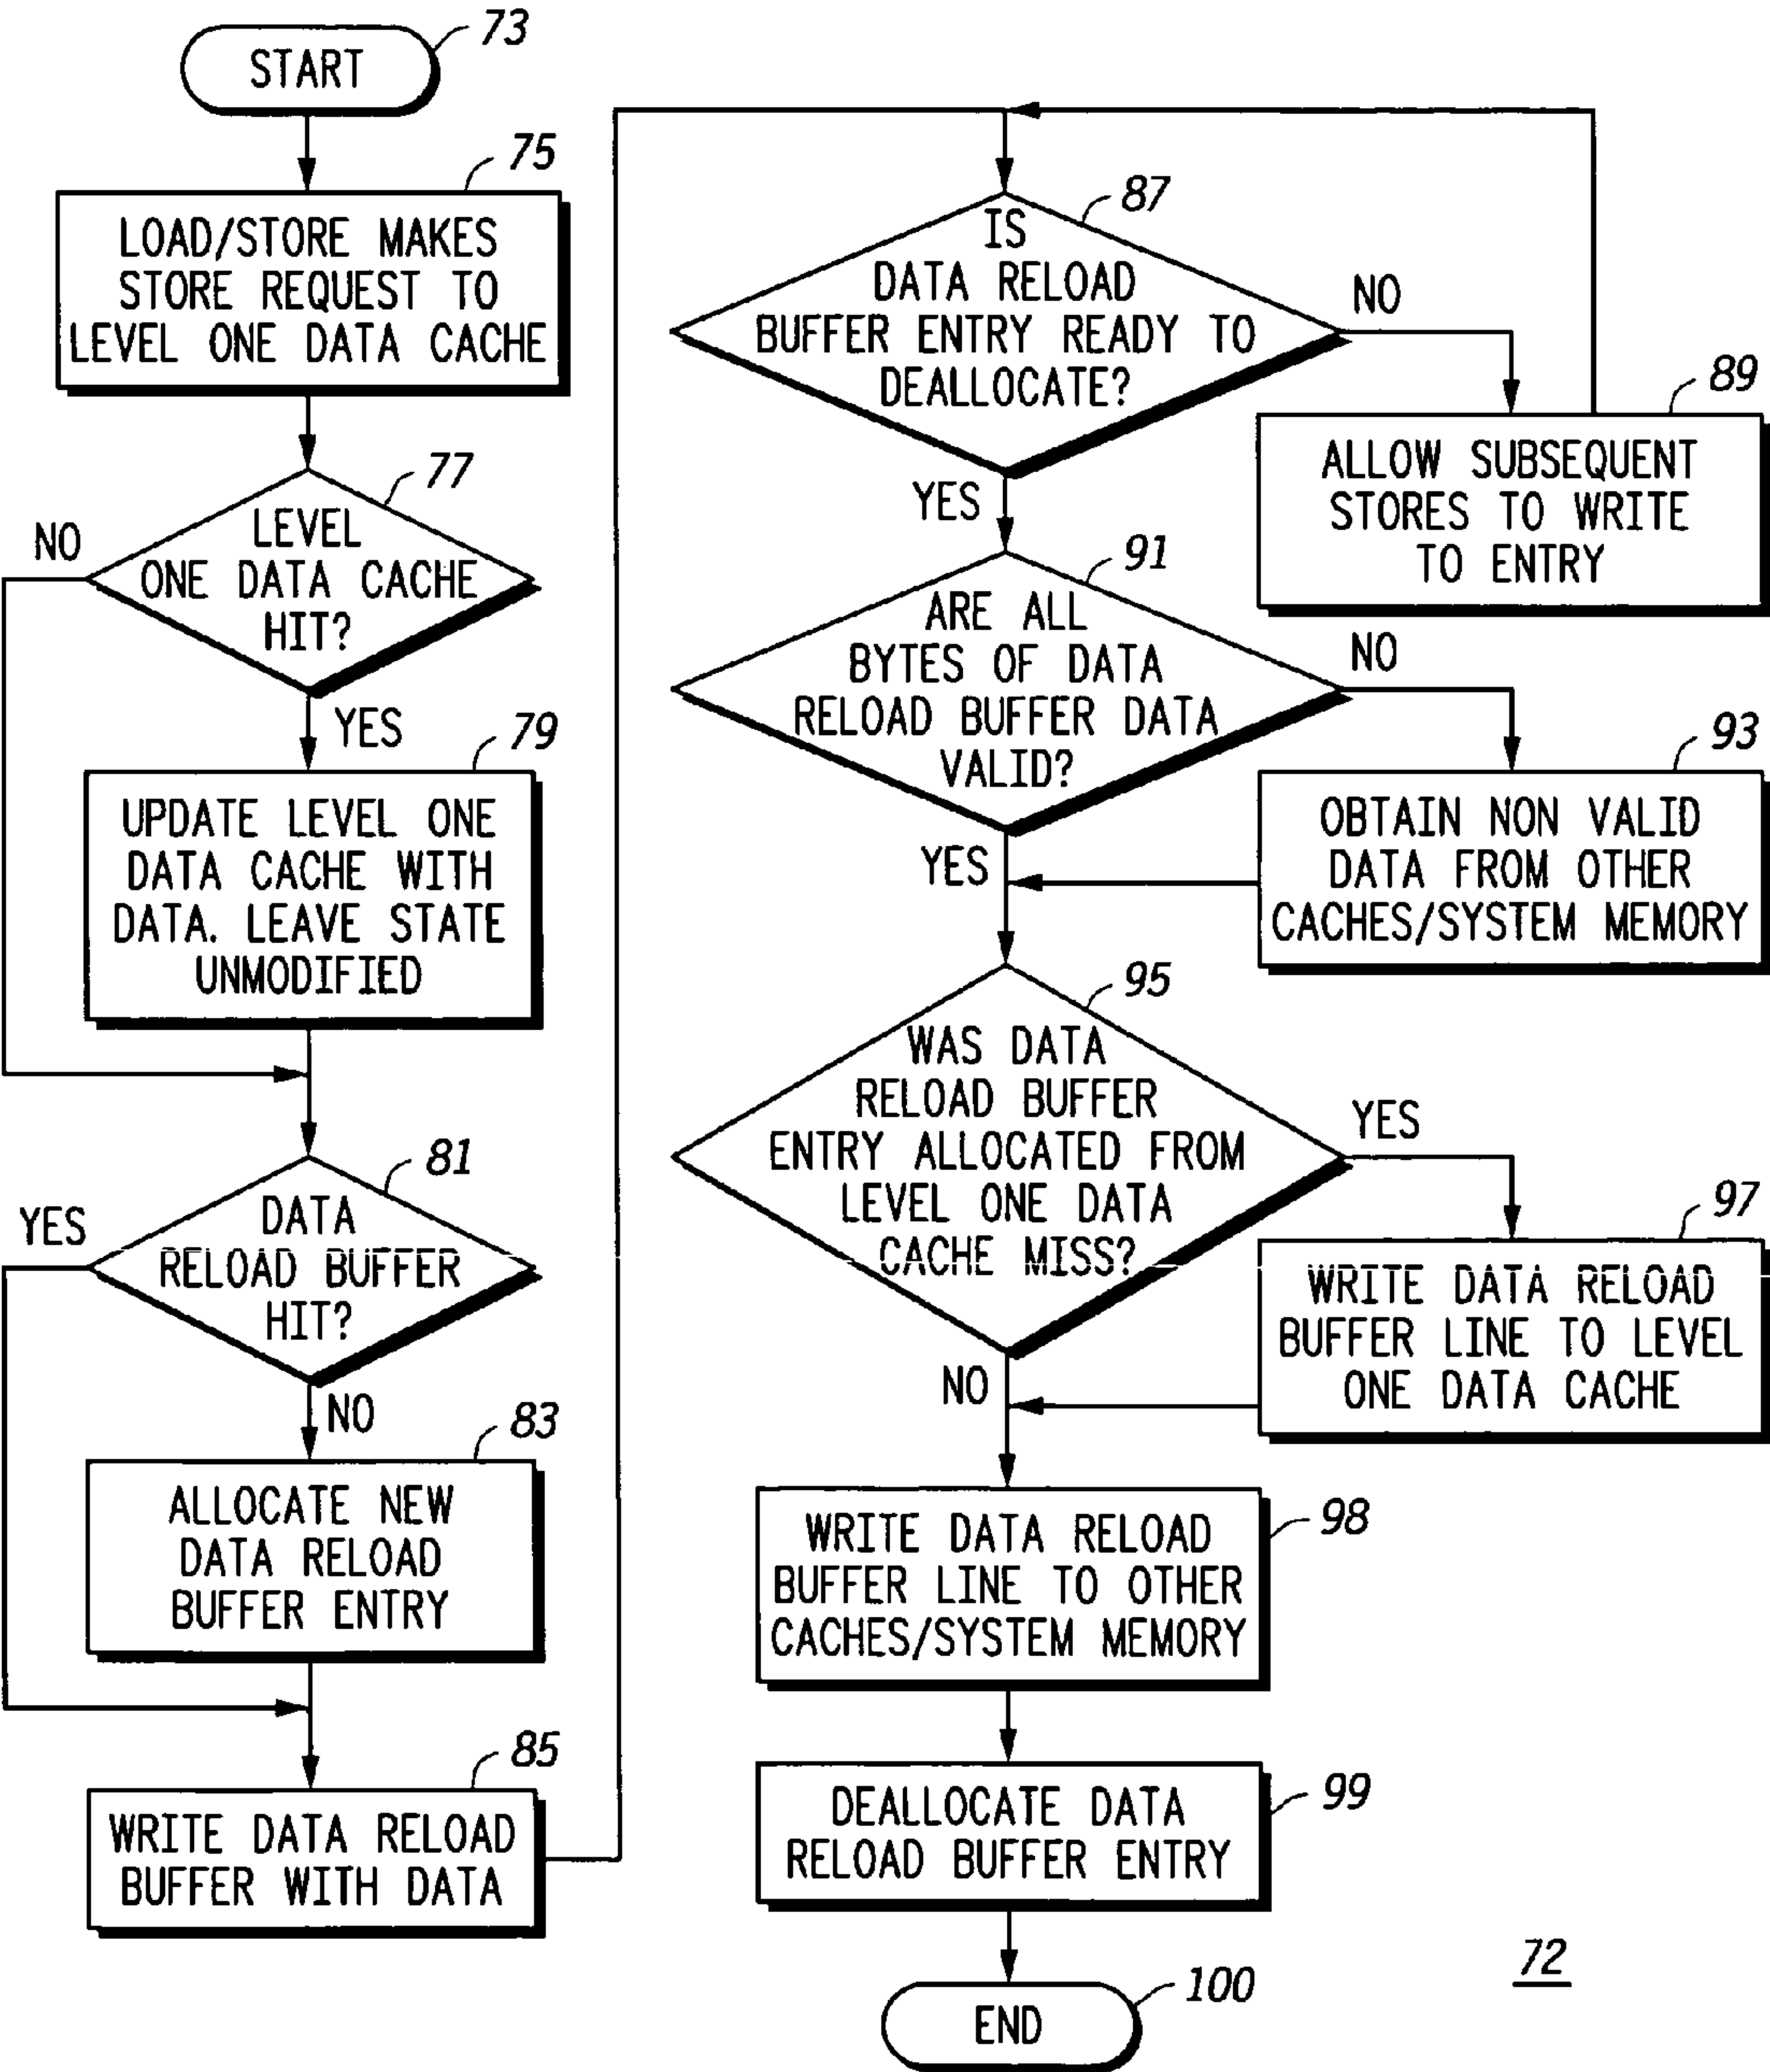 START
73
75
LOAD/STORE MAKES
STORE REQUEST TO
LEVEL ONE DATA CACHE
77
NO
LEVEL
ONE DATA CACHE
HIT?
YES
79
UPDATE LEVEL ONE
DATA CACHE WITH
DATA. LEAVE STATE
UNMODIFIED
81
YES
DATA
RELOAD BUFFER
HIT?
NO
83
ALLOCATE NEW
DATA RELOAD
BUFFER ENTRY
85
WRITE DATA RELOAD
BUFFER WITH DATA
87
IS
DATA RELOAD
BUFFER ENTRY READY TO
DEALLOCATE?
NO
89
ALLOW SUBSEQUENT
STORES TO WRITE
TO ENTRY
YES
91
ARE ALL
BYTES OF DATA
RELOAD BUFFER DATA
VALID?
NO
93
OBTAIN NON VALID
DATA FROM OTHER
CACHES/SYSTEM MEMORY
YES
95
WAS DATA
RELOAD BUFFER
ENTRY ALLOCATED FROM
LEVEL ONE DATA
CACHE MISS?
YES
97
WRITE DATA RELOAD
BUFFER LINE TO LEVEL
ONE DATA CACHE
NO
98
WRITE DATA RELOAD
BUFFER LINE TO OTHER
CACHES/SYSTEM MEMORY
99
DEALLOCATE DATA
RELOAD BUFFER ENTRY
END
100
72